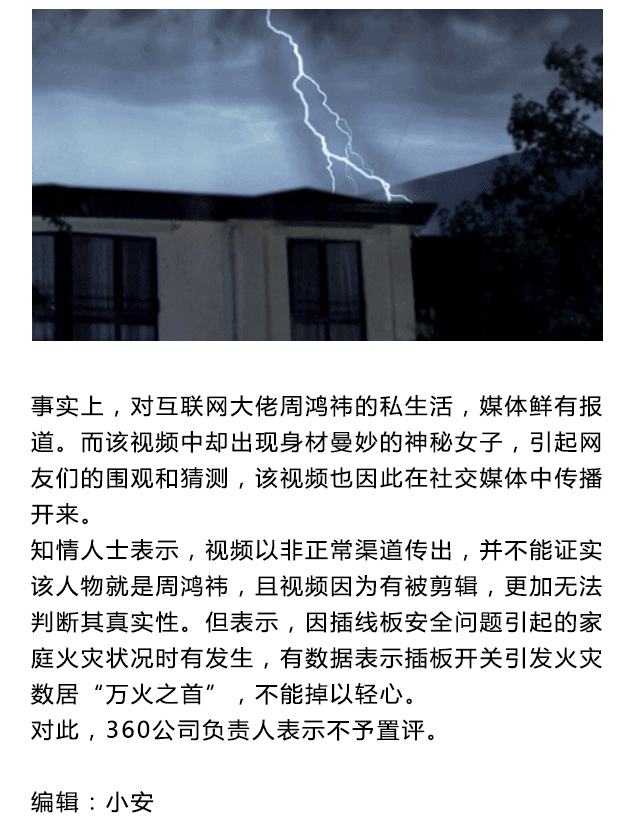 事实上，对互联网大佬周鸿祎的私生活，媒体鲜有报
道。而该视频中却出现身材曼妙的神秘女子，引起网
友们的围观和猜测，该视频也因此在社交媒体中传播
开来。
知情人士表示，视频以非正常渠道传出，并不能证实
该人物就是周鸿祎，且视频因为有被剪辑，更加无法
判断其真实性。但表示，因插线板安全问题引起的家
庭火灾状况时有发生，有数据表示插板开关引发火灾
数居“万火之首”，不能掉以轻心。
对此，360公司负责人表示不予置评。
编辑：小安